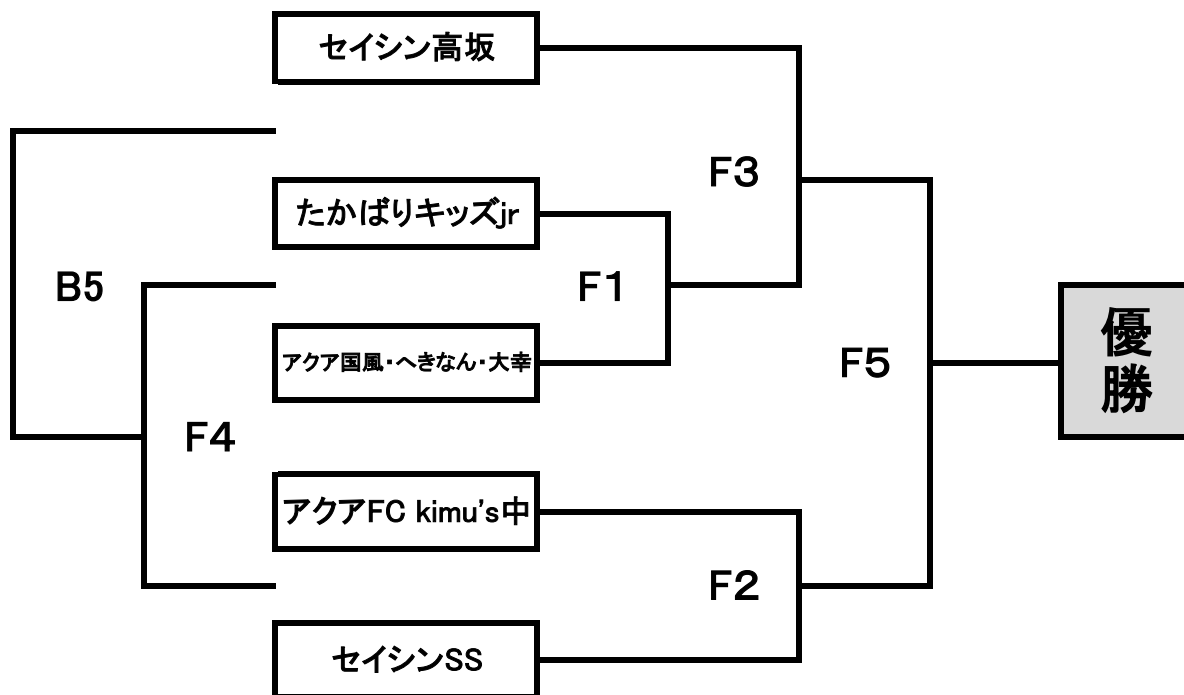 セイシン高坂
F3
たかばりキッズjr
B5
F1
アクア国風・へきなん・大幸
F5
優
勝
F4
アクアFC kimu's中
F2
セイシンSS